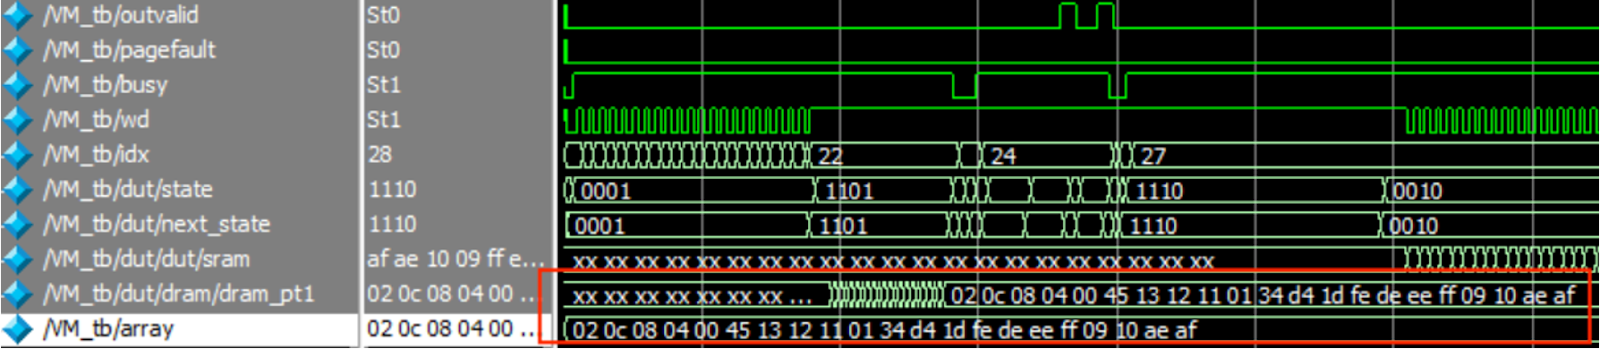 /VM_tb/outvalid St0
/VM_tb/pagefault St0
/VM_tb/busy St1
/VM_tb/wd St1
/VM_tb/idx 28 22 24 27
/VM_tb/dut/state 1110 0001 1101 1110 0010
/VM_tb/dut/next_state 1110 0001 1101 1110 0010
/VM_tb/dut/dut/sram af ae 10 09 ff e... xx xx xx xx xx xx xx xx xx xx xx xx xx xx xx xx xx xx xx xx xx
/VM_tb/dut/dram/dram_pt1 02 0c 08 04 00 ... xx xx xx xx xx xx xx ... 02 0c 08 04 00 45 13 12 11 01 34 d4 1d fe de ee ff 09 10 ae af
/VM_tb/array 02 0c 08 04 00 ... 02 0c 08 04 00 45 13 12 11 01 34 d4 1d fe de ee ff 09 10 ae af